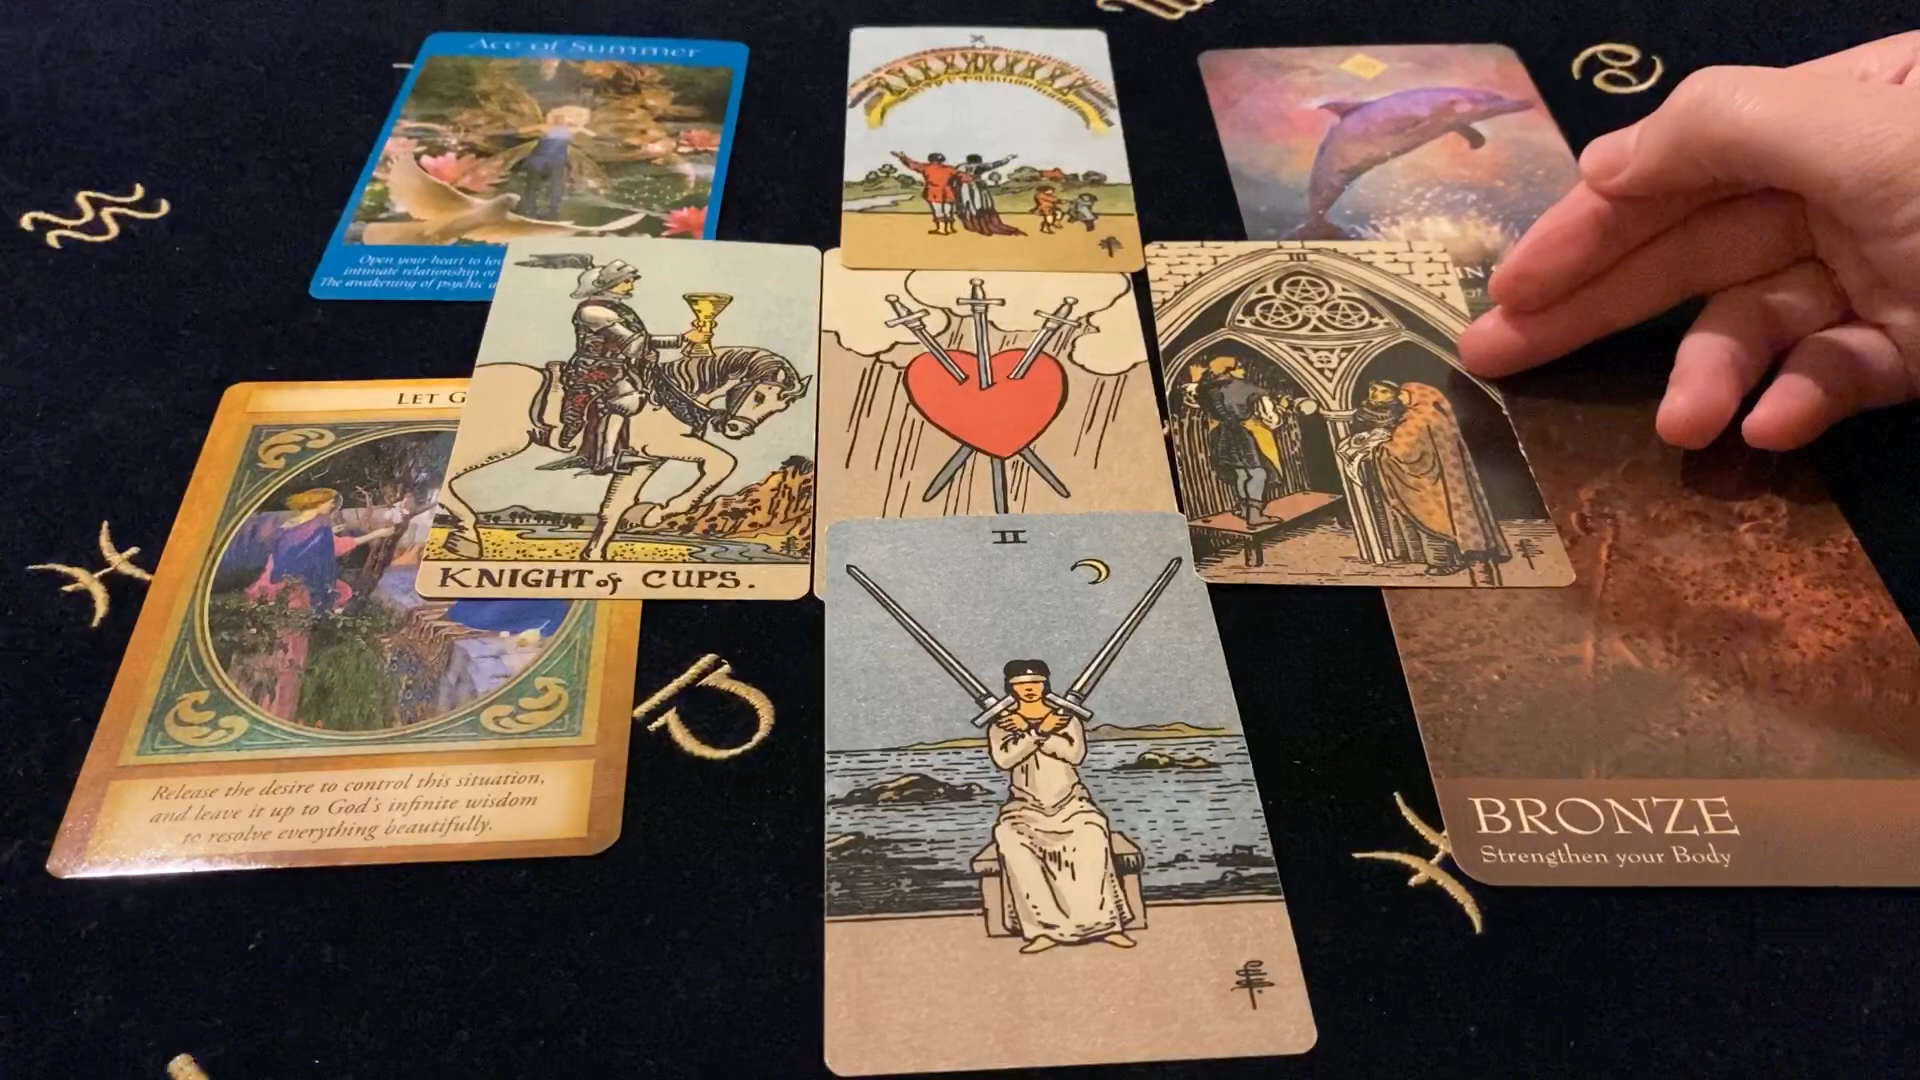 Ace of Summer
X
Open your heart to lo
intimate relationship or
The awakening of psychic a
III
LET G
KNIGHT of CUPS.
II
Release the desire to control this situation,
and leave it up to God's infinite wisdom
to resolve everything beautifully.
BRONZE
Strengthen your Body